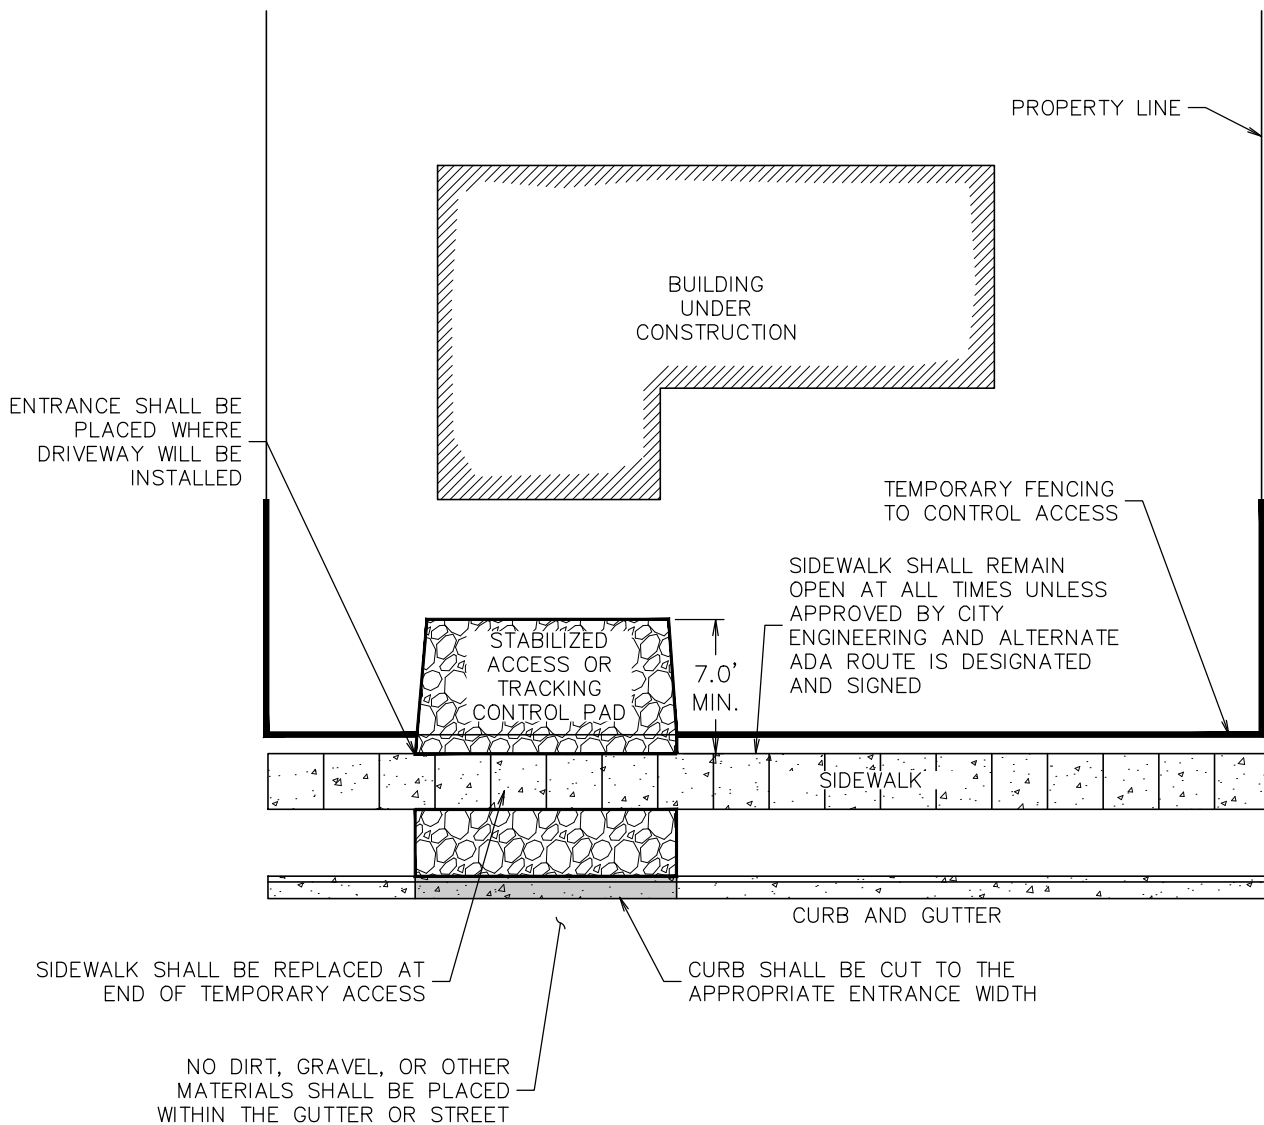 PROPERTY LINE
BUILDING
UNDER
CONSTRUCTION
ENTRANCE SHALL BE
PLACED WHERE
DRIVEWAY WILL BE
INSTALLED
TEMPORARY FENCING
TO CONTROL ACCESS
SIDEWALK SHALL REMAIN
OPEN AT ALL TIMES UNLESS
APPROVED BY CITY
ENGINEERING AND ALTERNATE
ADA ROUTE IS DESIGNATED
AND SIGNED
STABILIZED
ACCESS OR
TRACKING
CONTROL PAD
7.0'
MIN.
SIDEWALK
CURB AND GUTTER
SIDEWALK SHALL BE REPLACED AT
END OF TEMPORARY ACCESS
CURB SHALL BE CUT TO THE
APPROPRIATE ENTRANCE WIDTH
NO DIRT, GRAVEL, OR OTHER
MATERIALS SHALL BE PLACED
WITHIN THE GUTTER OR STREET